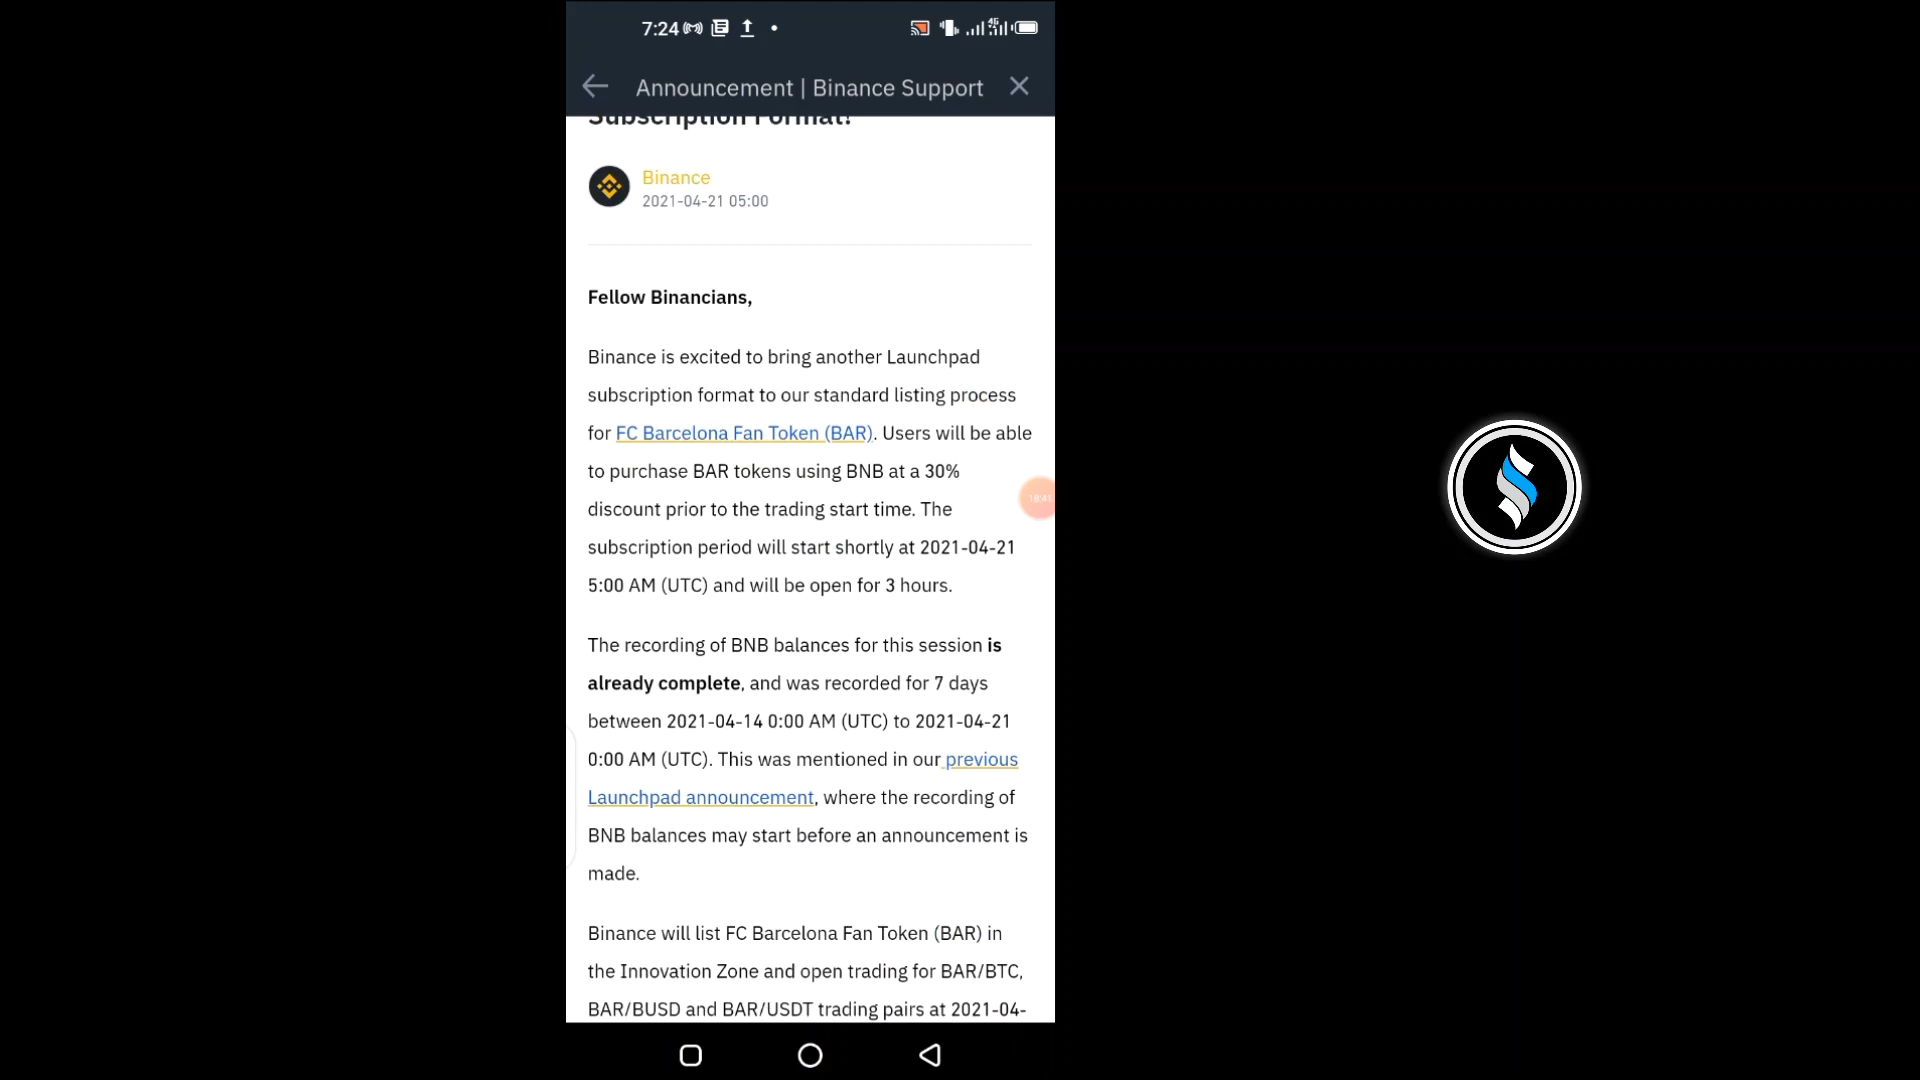 7:24
4G
Announcement | Binance Support
Subscription Format!
Binance
2021-04-21 05:00
Fellow Binancians,
Binance is excited to bring another Launchpad
subscription format to our standard listing process
for FC Barcelona Fan Token (BAR). Users will be able
to purchase BAR tokens using BNB at a 30%
discount prior to the trading start time. The
subscription period will start shortly at 2021-04-21
5:00 AM (UTC) and will be open for 3 hours.
18:41
The recording of BNB balances for this session is
already complete, and was recorded for 7 days
between 2021-04-14 0:00 AM (UTC) to 2021-04-21
0:00 AM (UTC). This was mentioned in our previous
Launchpad announcement, where the recording of
BNB balances may start before an announcement is
made.
Binance will list FC Barcelona Fan Token (BAR) in
the Innovation Zone and open trading for BAR/BTC,
BAR/BUSD and BAR/USDT trading pairs at 2021-04-